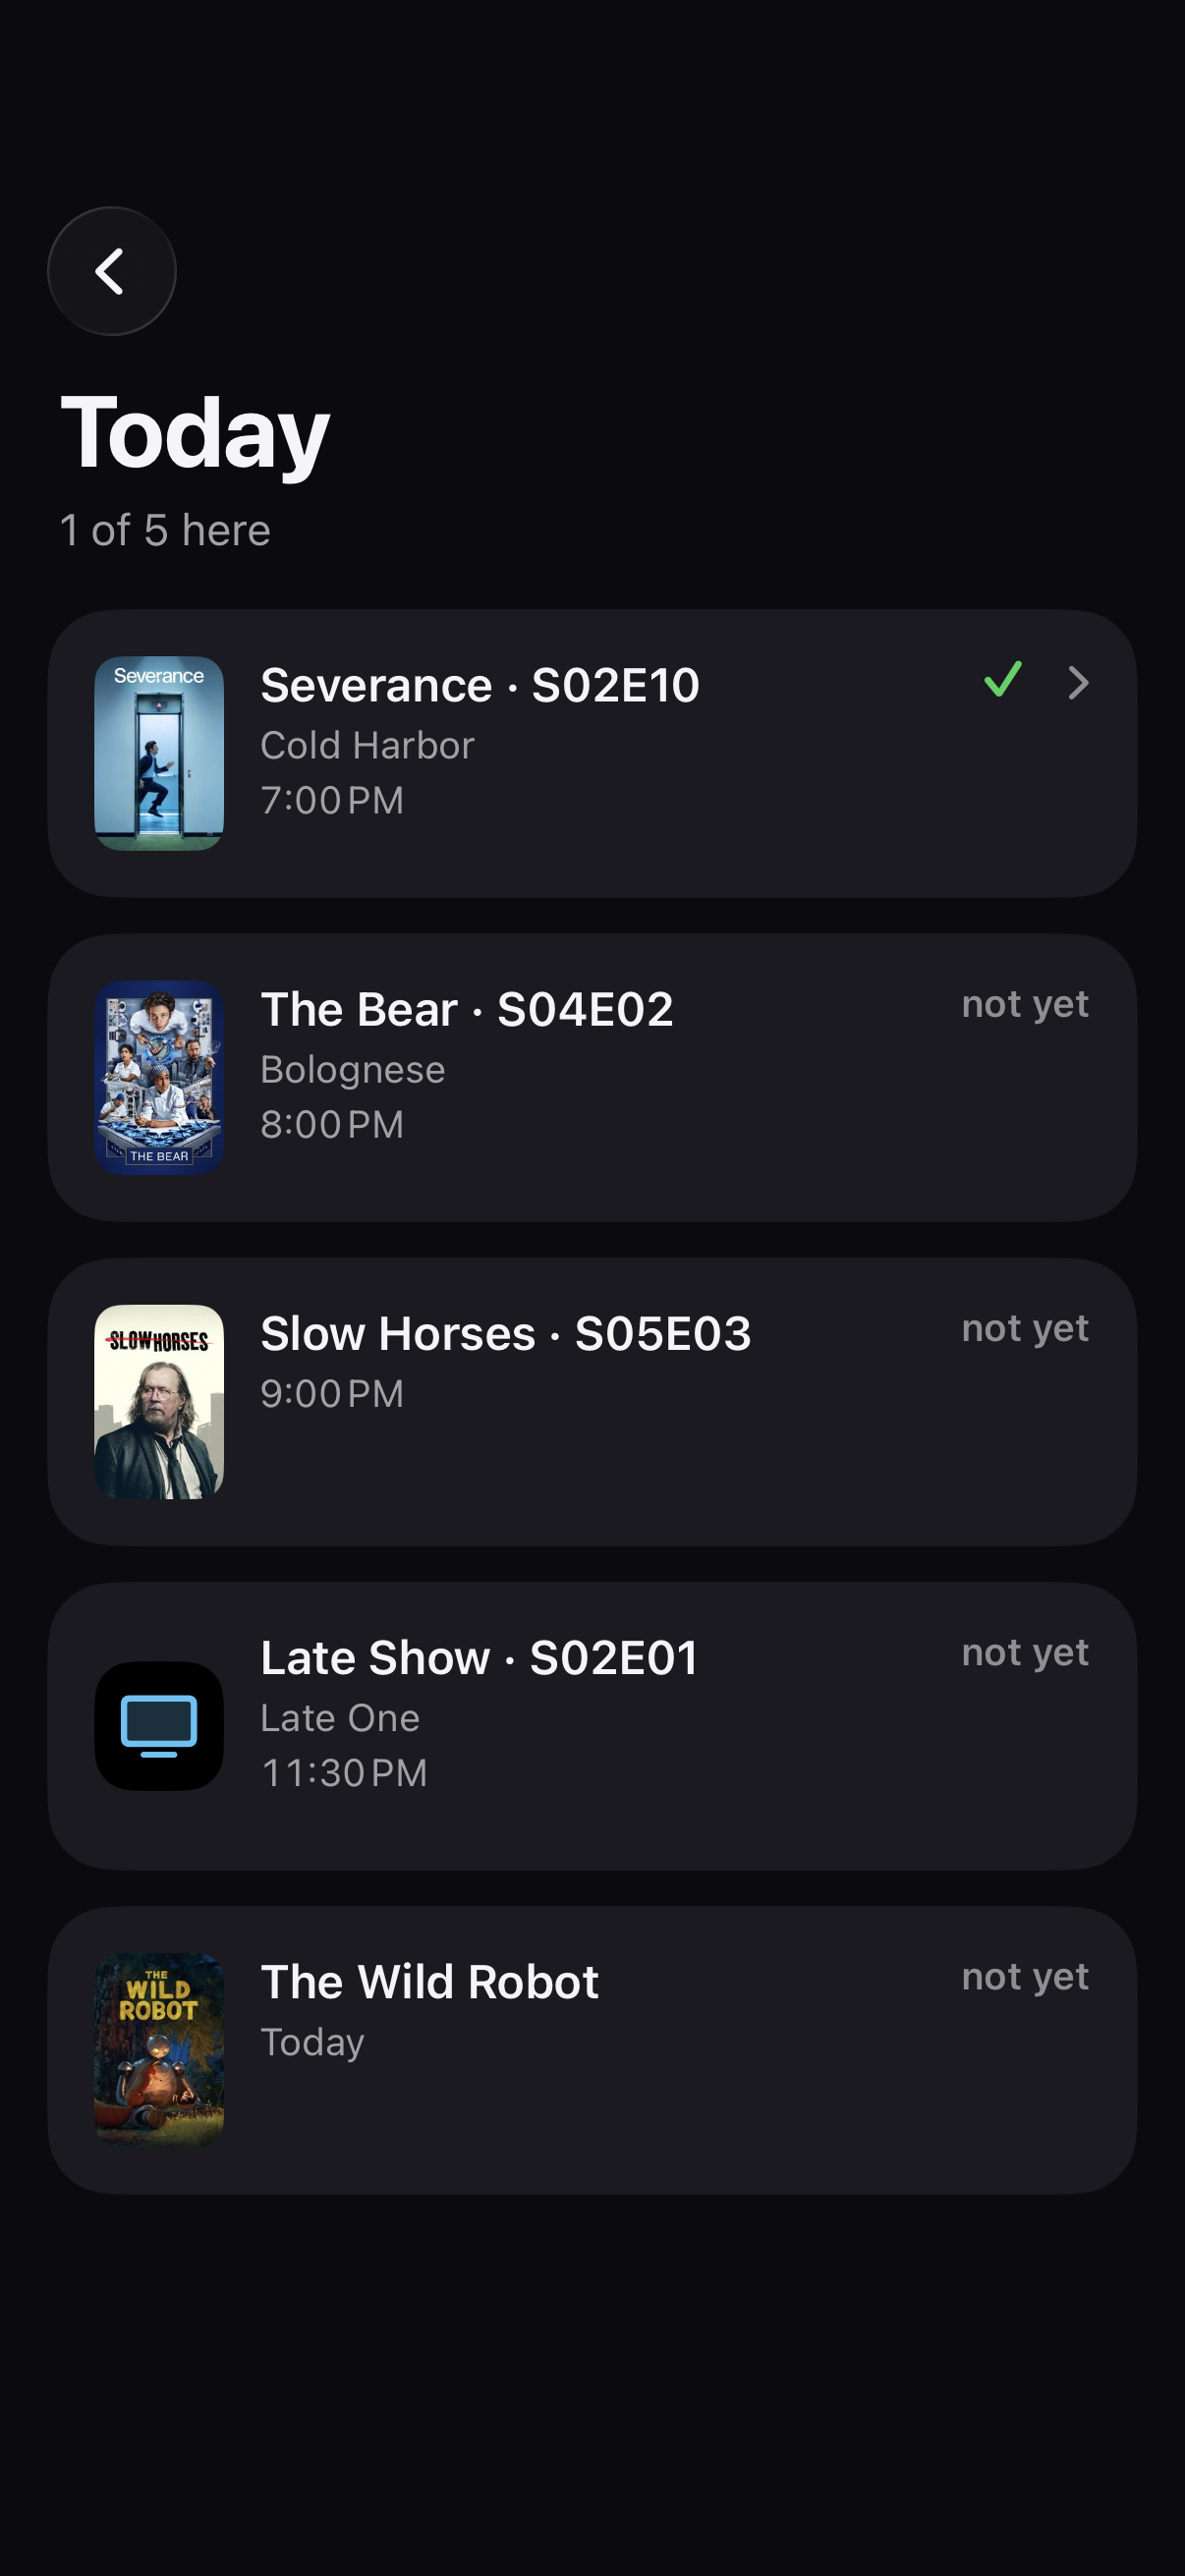 Today
1 of 5 here
Severance
Severance · S02E10
Cold Harbor
7:00 PM
THE BEAR
The Bear · S04E02
not yet
Bolognese
8:00 PM
SLOW HORSES
Slow Horses · S05E03
not yet
9:00 PM
Late Show · S02E01
not yet
Late One
11:30 PM
THE
WILD
ROBOT
The Wild Robot
not yet
Today